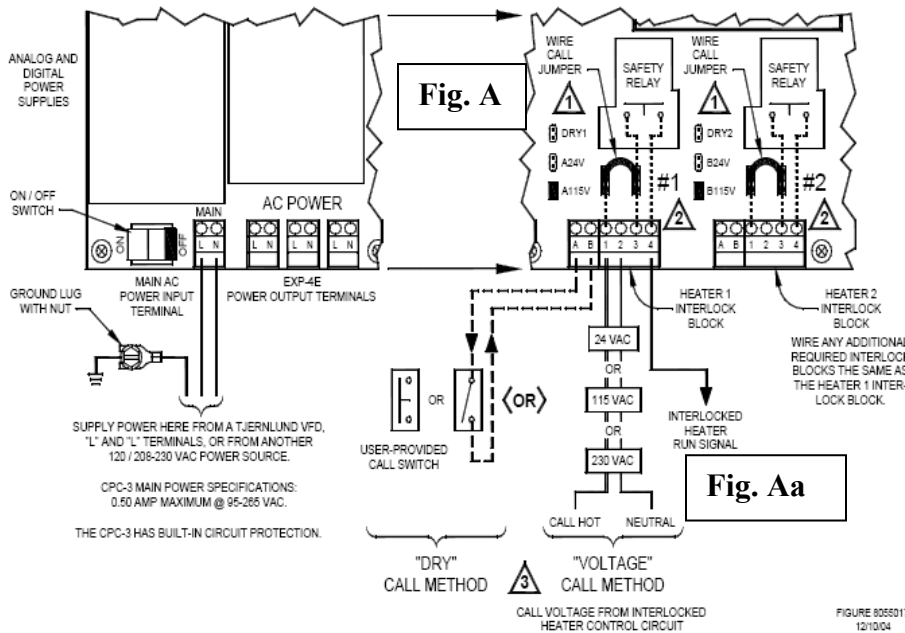 ANALOG AND
DIGITAL
POWER
SUPPLIES
Fig. A
WIRE
CALL
JUMPER
SAFETY
RELAY
WIRE
CALL
JUMPER
SAFETY
RELAY
1
1
DRY1
A24V
A115V
#1
2
DRY2
B24V
B115V
#2
2
ON / OFF
SWITCH
ON
OFF
MAIN
L N
AC POWER
L N
L N
L N
A B 1 2 3 4
A B 1 2 3 4
MAIN AC
POWER INPUT
TERMINAL
EXP-4E
POWER OUTPUT TERMINALS
GROUND LUG
WITH NUT
HEATER 1
INTERLOCK
BLOCK
HEATER 2
INTERLOCK
BLOCK
WIRE ANY ADDITIONAL
REQUIRED INTERLOCK
BLOCKS THE SAME AS
THE HEATER 1 INTER-
LOCK BLOCK.
24 VAC
OR
115 VAC
OR
230 VAC
OR
<OR>
USER-PROVIDED
CALL SWITCH
INTERLOCKED
HEATER
RUN SIGNAL
Fig. Aa
SUPPLY POWER HERE FROM A TJERNLUND VFD,
"L" AND "L" TERMINALS, OR FROM ANOTHER
120 / 208-230 VAC POWER SOURCE.
CPC-3 MAIN POWER SPECIFICATIONS:
0.50 AMP MAXIMUM @ 95-265 VAC.
THE CPC-3 HAS BUILT-IN CIRCUIT PROTECTION.
CALL HOT
NEUTRAL
"DRY"
CALL METHOD
3
"VOLTAGE"
CALL METHOD
CALL VOLTAGE FROM INTERLOCKED
HEATER CONTROL CIRCUIT
FIGURE 8055017
12/10/04